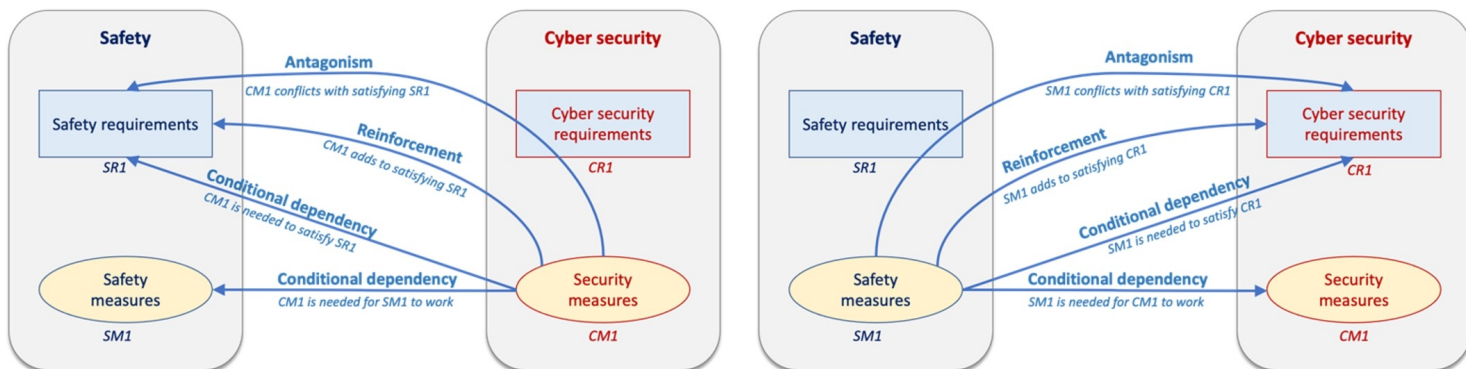 Safety
Cyber security
Antagonism
CM1 conflicts with satisfying SR1
Safety requirements
SR1
Cyber security
requirements
CR1
Reinforcement
CM1 adds to satisfying SR1
Conditional dependency
CM1 is needed to satisfy SR1
Safety
measures
SM1
Conditional dependency
CM1 is needed for SM1 to work
Security
measures
CM1
Safety
Cyber security
Antagonism
SM1 conflicts with satisfying CR1
Safety requirements
SR1
Cyber security
requirements
CR1
Reinforcement
SM1 adds to satisfying CR1
Conditional dependency
SM1 is needed to satisfy CR1
Safety
measures
SM1
Conditional dependency
SM1 is needed for CM1 to work
Security
measures
CM1